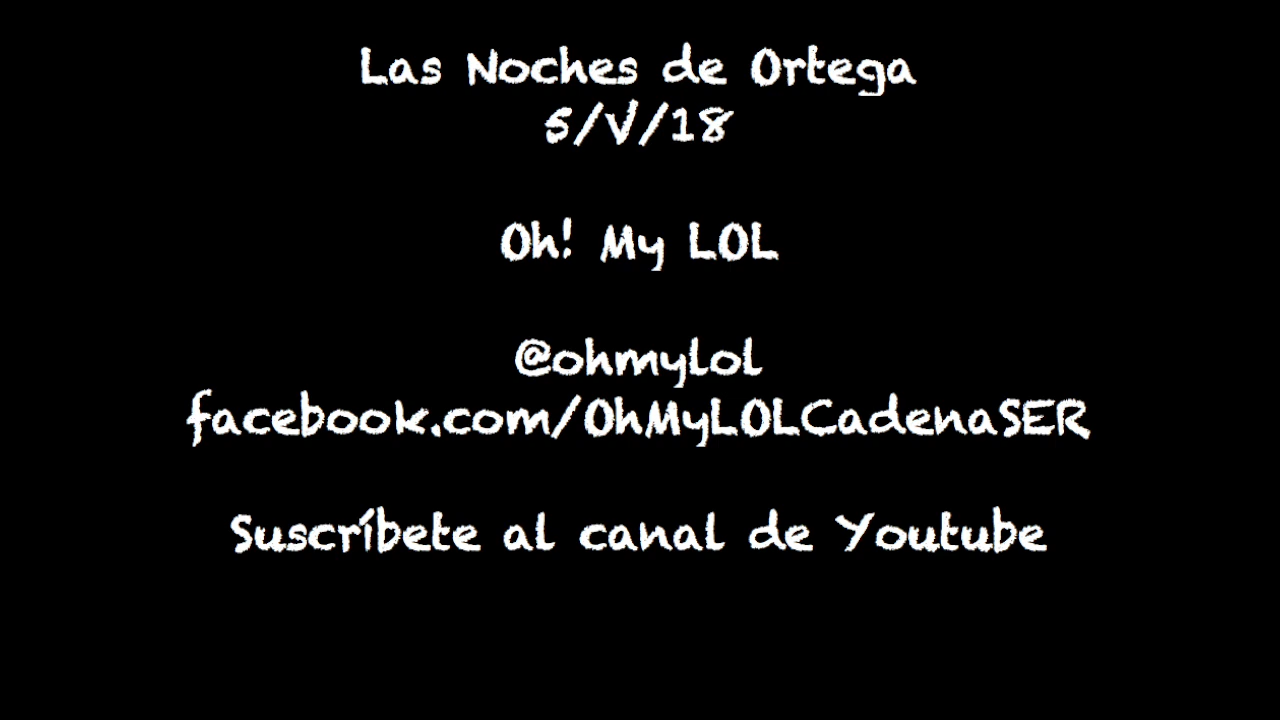 Las Noches de Ortega
5/V/18
Oh! My LOL
@ohmylol
facebook.com/OhMyLOLCadenaSER
Suscríbete al canal de Youtube